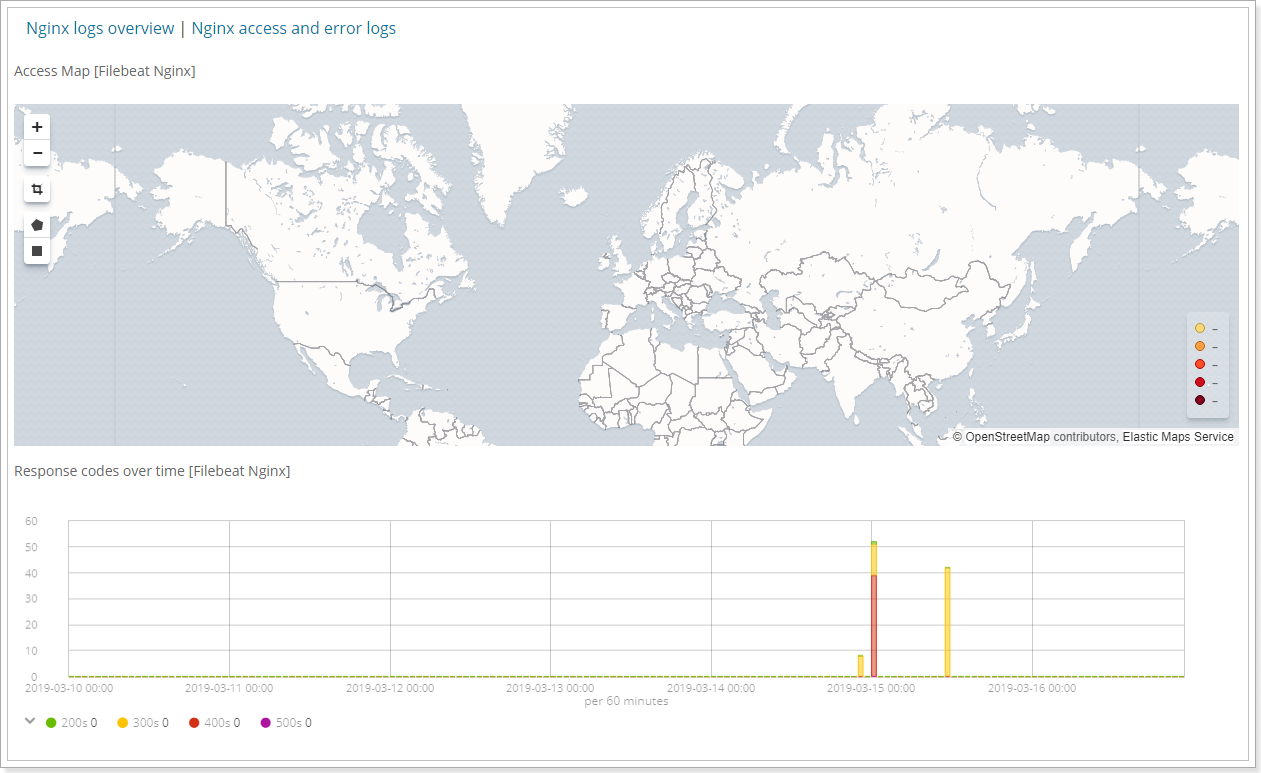 Nginx logs overview | Nginx access and error logs
Access Map [Filebeat Nginx]
+
−
–
–
–
–
–
© OpenStreetMap contributors, Elastic Maps Service
Response codes over time [Filebeat Nginx]
60
50
40
30
20
10
0
2019-03-10 00:00 2019-03-11 00:00 2019-03-12 00:00 2019-03-13 00:00 2019-03-14 00:00 2019-03-15 00:00 2019-03-16 00:00
per 60 minutes
200s 0 300s 0 400s 0 500s 0